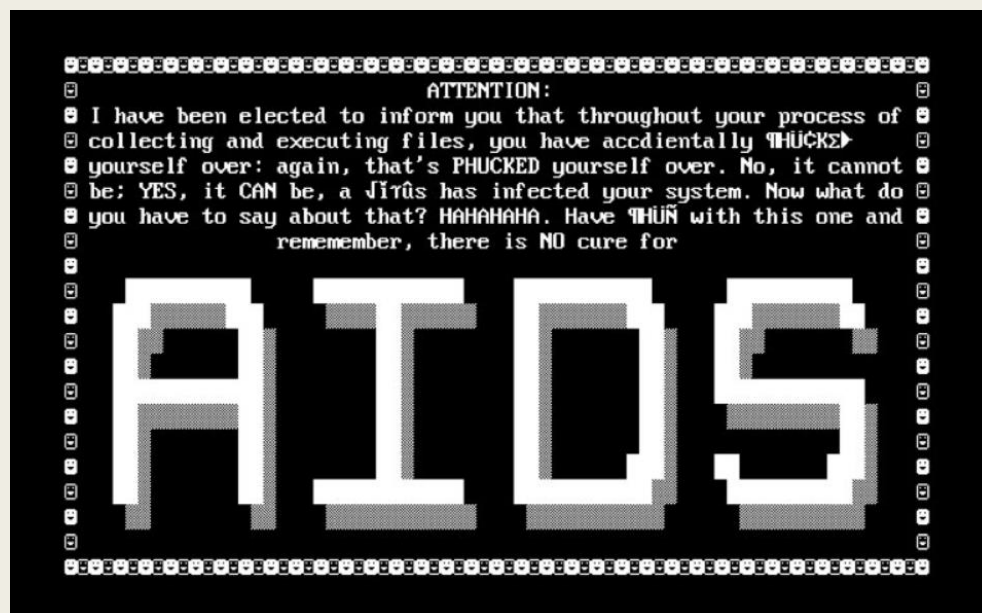 ATTENTION:
I have been elected to inform you that throughout your process of
collecting and executing files, you have accdientally ¶HÜ¢KΣ►
yourself over: again, that's PHUCKED yourself over. No, it cannot
be; YES, it CAN be, a √ìτûs has infected your system. Now what do
you have to say about that? HAHAHAHA. Have ¶HÜÑ with this one and
rememember, there is NO cure for
AIDS